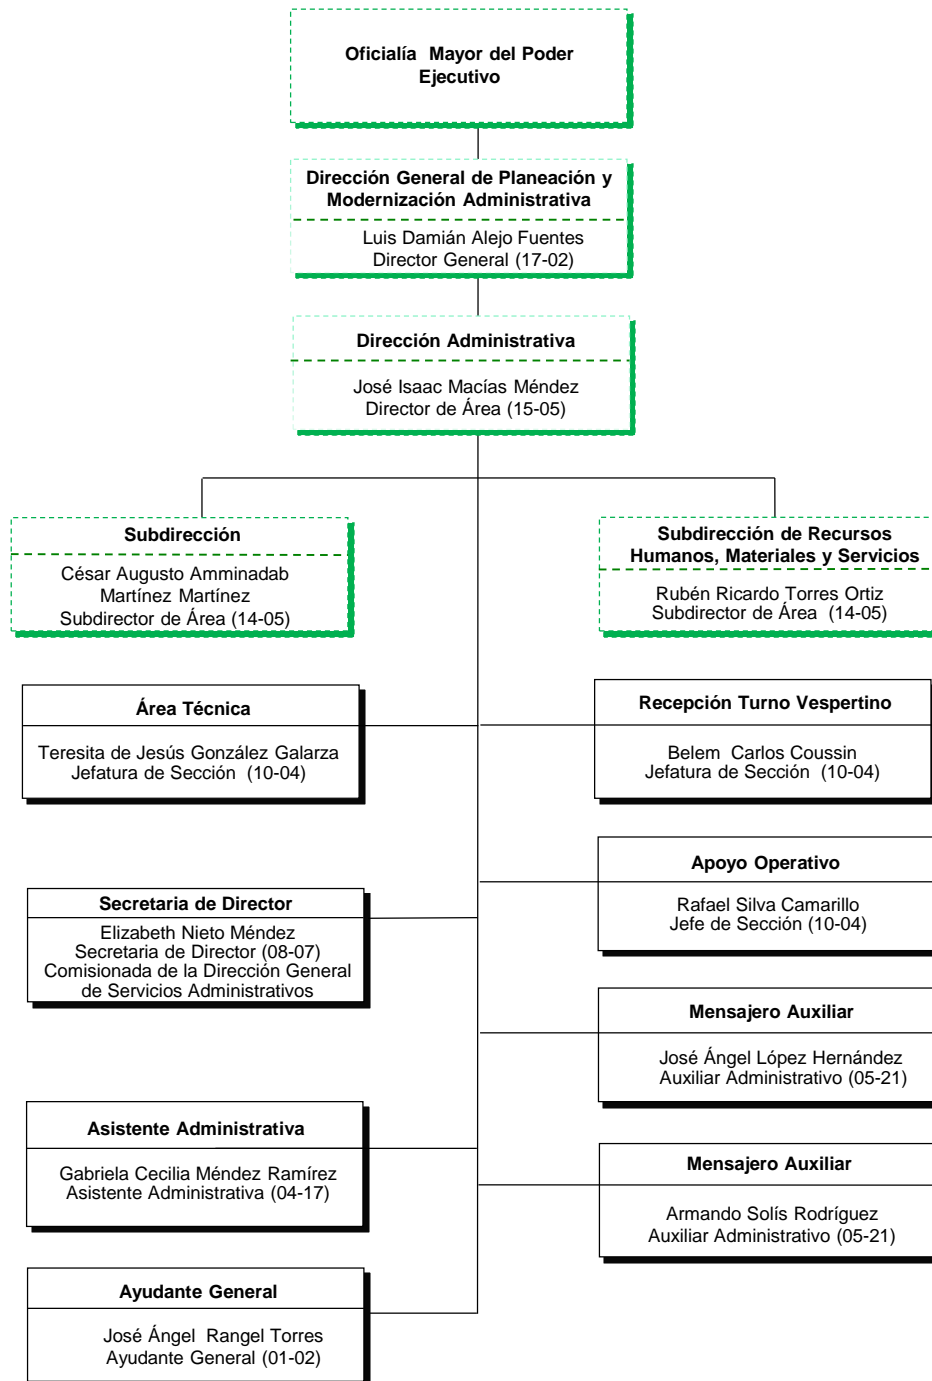 Oficialía Mayor del Poder
Ejecutivo
Dirección General de Planeación y
Modernización Administrativa
Luis Damián Alejo Fuentes
Director General (17-02)
Dirección Administrativa
José Isaac Macías Méndez
Director de Área (15-05)
Subdirección
César Augusto Amminadab
Martínez Martínez
Subdirector de Área (14-05)
Subdirección de Recursos
Humanos, Materiales y Servicios
Rubén Ricardo Torres Ortiz
Subdirector de Área (14-05)
Área Técnica
Teresita de Jesús González Galarza
Jefatura de Sección (10-04)
Recepción Turno Vespertino
Belem Carlos Coussin
Jefatura de Sección (10-04)
Apoyo Operativo
Rafael Silva Camarillo
Jefe de Sección (10-04)
Secretaria de Director
Elizabeth Nieto Méndez
Secretaria de Director (08-07)
Comisionada de la Dirección General
de Servicios Administrativos
Mensajero Auxiliar
José Ángel López Hernández
Auxiliar Administrativo (05-21)
Asistente Administrativa
Gabriela Cecilia Méndez Ramírez
Asistente Administrativa (04-17)
Mensajero Auxiliar
Armando Solís Rodríguez
Auxiliar Administrativo (05-21)
Ayudante General
José Ángel Rangel Torres
Ayudante General (01-02)